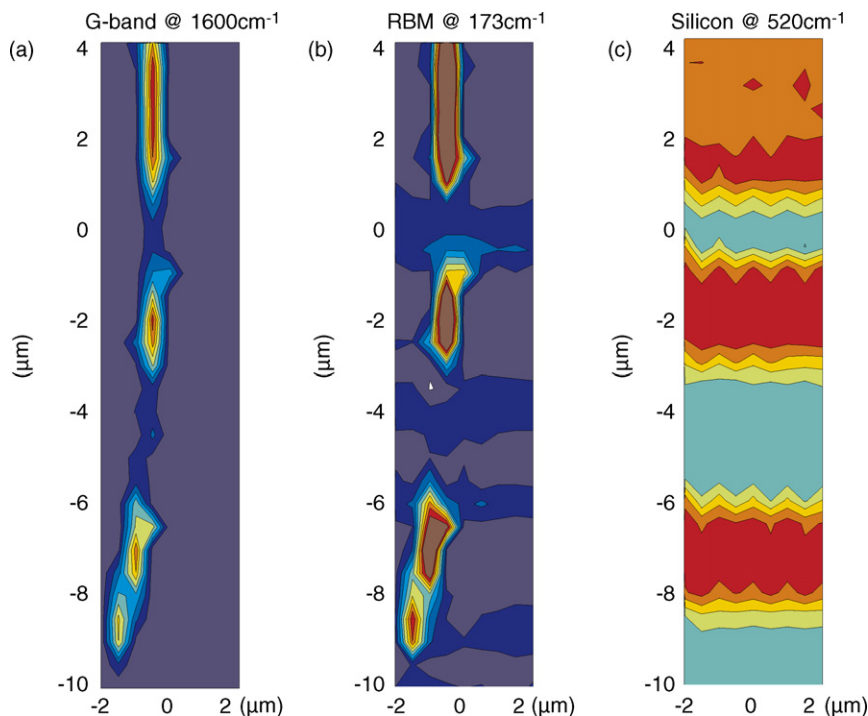 G-band @ 1600cm⁻¹
RBM @ 173cm⁻¹
Silicon @ 520cm⁻¹
(a)
(b)
(c)
4
2
0
-2
-4
-6
-8
-10
(μm)
-2 0 (μm) 2
4
2
0
-2
-4
-6
-8
-10
(μm)
-2 0 (μm) 2
4
2
0
-2
-4
-6
-8
-10
(μm)
-2 0 (μm) 2